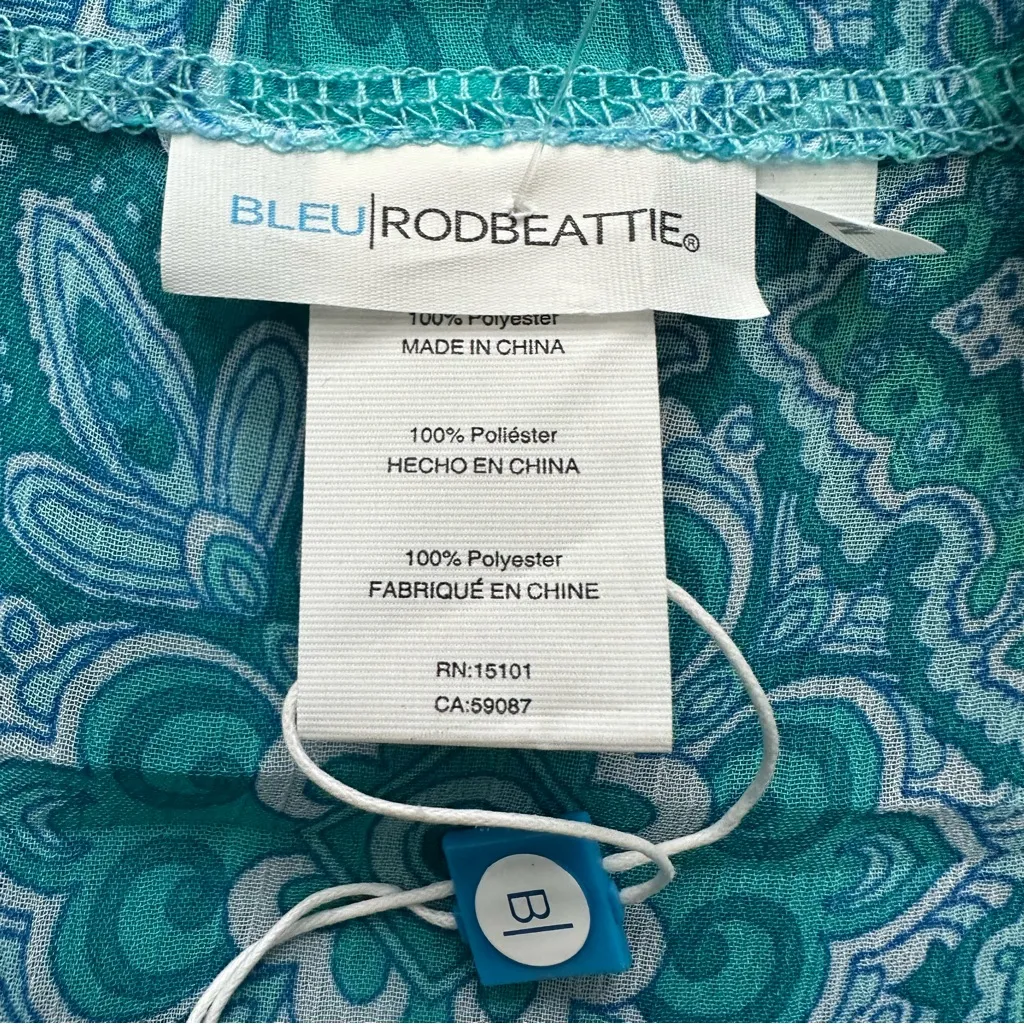 BLEU|RODBEATTIE®
100% Polyester
MADE IN CHINA
100% Poliéster
HECHO EN CHINA
100% Polyester
FABRIQUÉ EN CHINE
RN:15101
CA:59087
B|